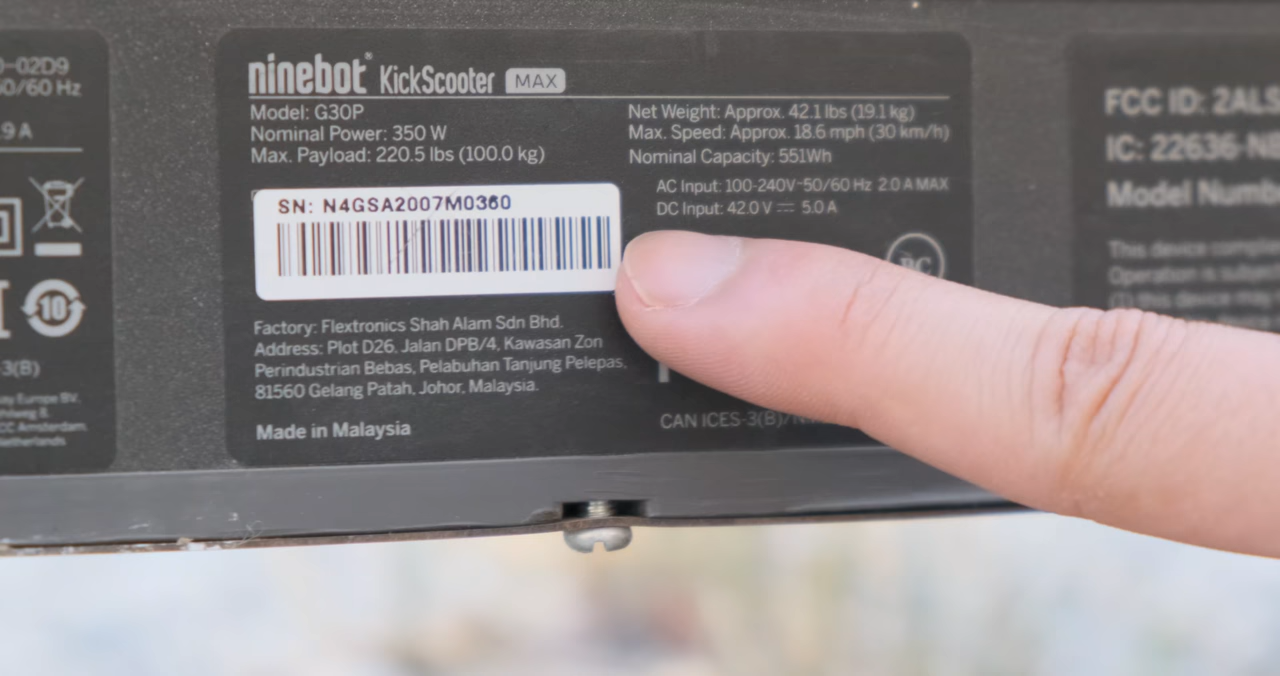 02D9
50/60 Hz
.9 A
10
3(B)
ninebot® KickScooter MAX
Model: G30P
Nominal Power: 350 W
Max. Payload: 220.5 lbs (100.0 kg)
Net Weight: Approx. 42.1 lbs (19.1 kg)
Max. Speed: Approx. 18.6 mph (30 km/h)
Nominal Capacity: 551Wh
AC Input: 100-240V~50/60 Hz 2.0 A MAX
DC Input: 42.0 V ⎓ 5.0 A
SN: N4GSA2007M0360
Factory: Flextronics Shah Alam Sdn Bhd.
Address: Plot D26, Jalan DPB/4, Kawasan Zon
Perindustrian Bebas, Pelabuhan Tanjung Pelepas,
81560 Gelang Patah, Johor, Malaysia.
Made in Malaysia
CAN ICES-3(B)/
FCC ID: 2ALS
IC: 22636-
Model Numb
This device
Operation is
(1) this device may